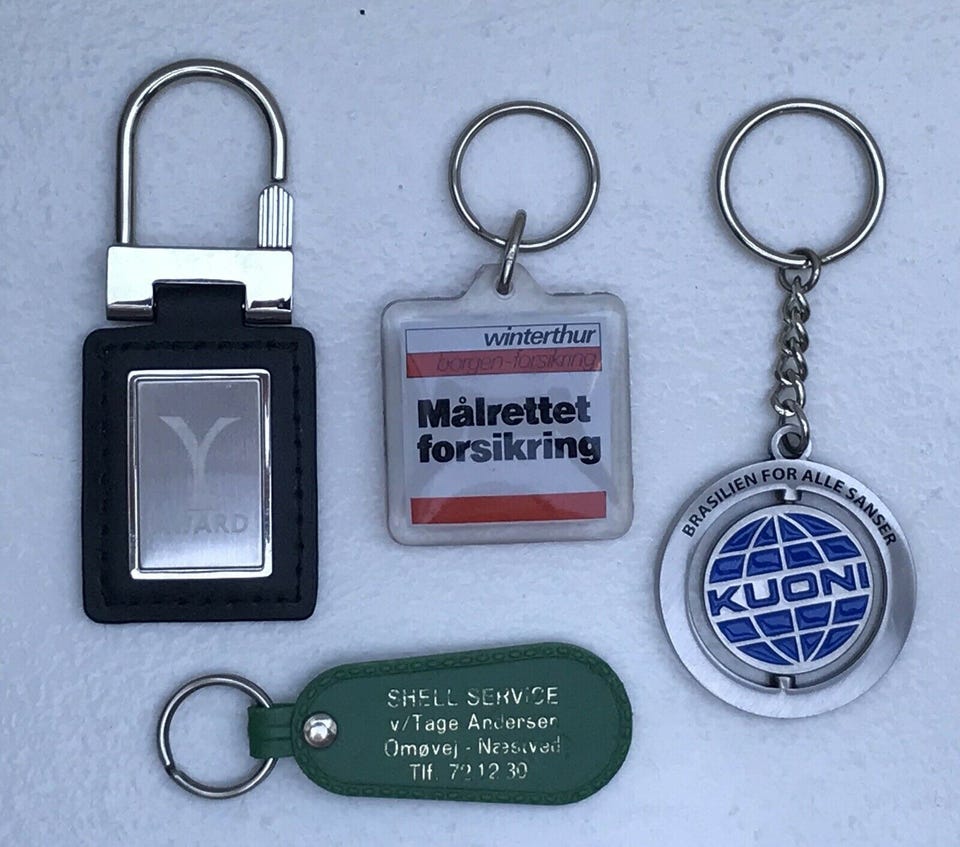 Y
winterthur
borgen-forsikring
Målrettet
forsikring
BRASILIEN FOR ALLE SANSER
KUONI
SHELL SERVICE
v/Tage Andersen
Omøvej - Næstved
Tlf. 72 12 30